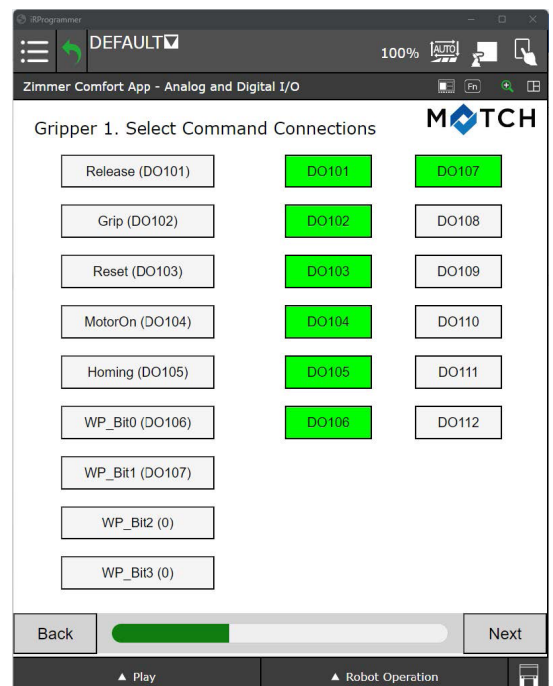 iRProgrammer
DEFAULT
100%
AUTO
Zimmer Comfort App - Analog and Digital I/O
Fn
Gripper 1. Select Command Connections
MATCH
Release (DO101)
DO101
DO107
Grip (DO102)
DO102
DO108
Reset (DO103)
DO103
DO109
MotorOn (DO104)
DO104
DO110
Homing (DO105)
DO105
DO111
WP_Bit0 (DO106)
DO106
DO112
WP_Bit1 (DO107)
WP_Bit2 (0)
WP_Bit3 (0)
Back
Next
▲ Play
▲ Robot Operation